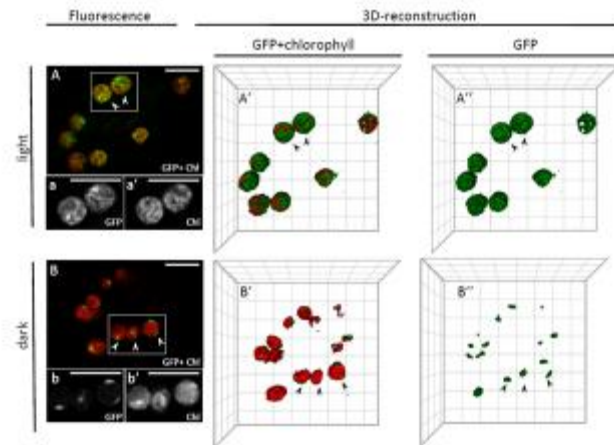 Fluorescence
3D-reconstruction
GFP+chlorophyll
GFP
light
A
GFP+ Chl
a
GFP
a'
Chl
A'
A''
dark
B
GFP+ Chl
b
GFP
b'
Chl
B'
B''